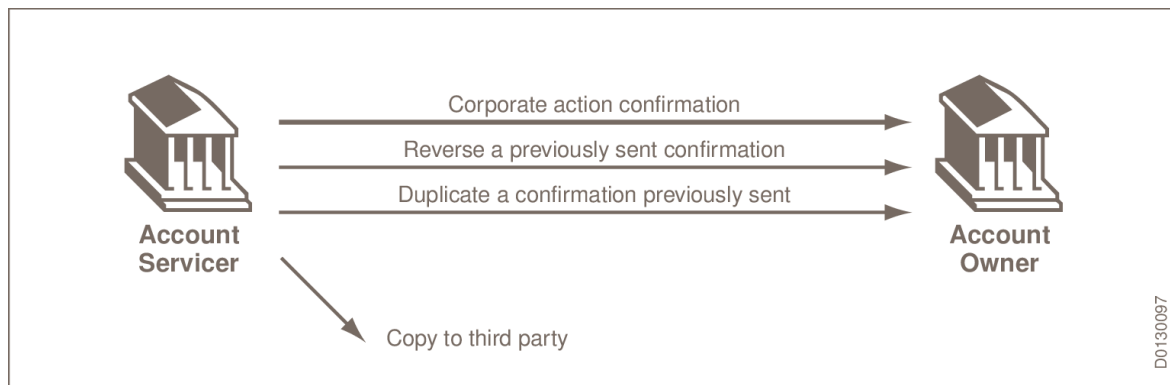 Corporate action confirmation
Reverse a previously sent confirmation
Duplicate a confirmation previously sent
Account
Servicer
Account
Owner
Copy to third party
D0130097